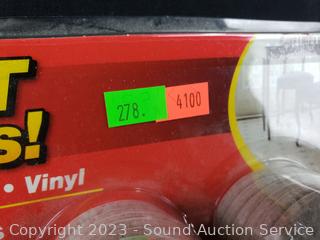 T
278. 4100
s!
• Vinyl
s
Copyright 2023 - Sound Auction Service